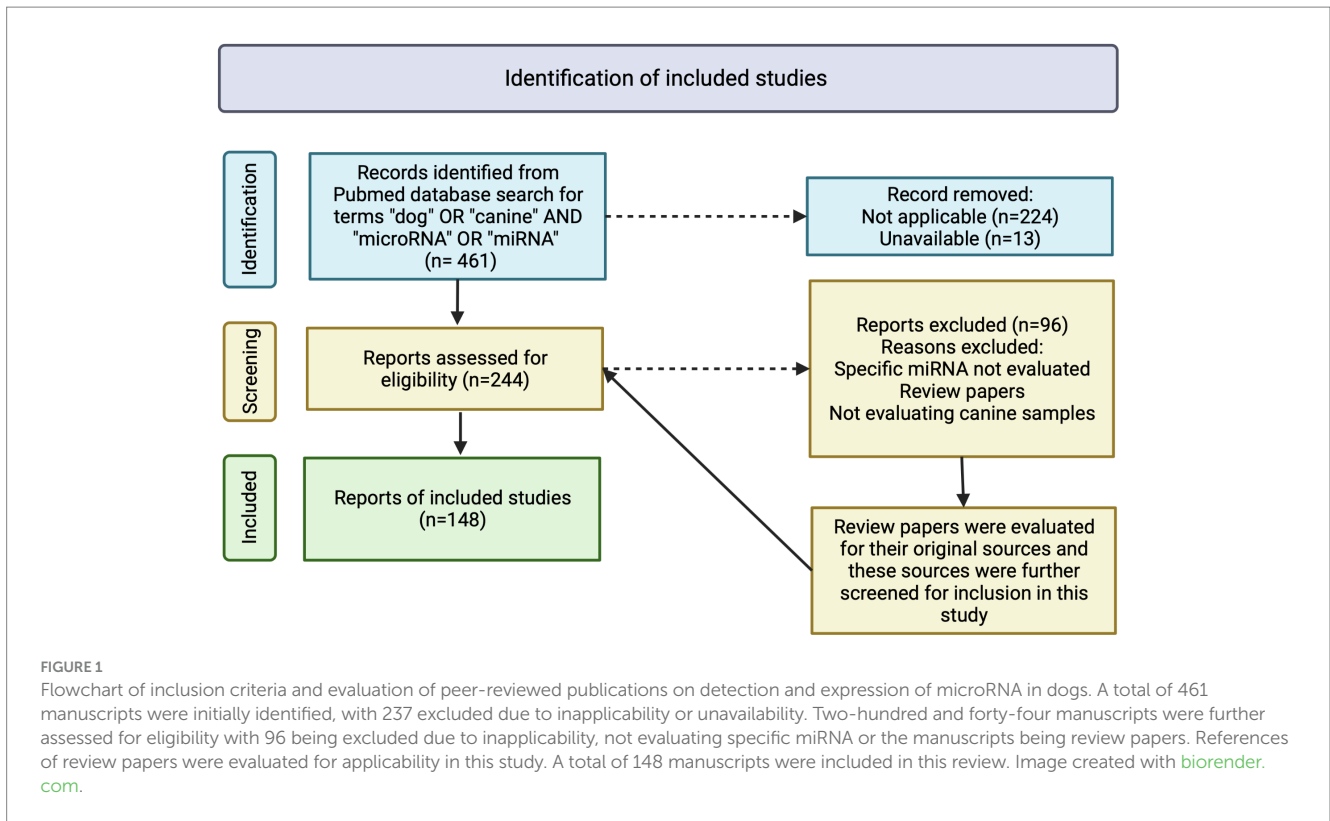 Identification of included studies
Identification
Records identified from
Pubmed database search for
terms "dog" OR "canine" AND
"microRNA" OR "miRNA"
(n= 461)
Record removed:
Not applicable (n=224)
Unavailable (n=13)
Screening
Reports assessed for
eligibility (n=244)
Reports excluded (n=96)
Reasons excluded:
Specific miRNA not evaluated
Review papers
Not evaluating canine samples
Included
Reports of included studies
(n=148)
Review papers were evaluated
for their original sources and
these sources were further
screened for inclusion in this
study
FIGURE 1
Flowchart of inclusion criteria and evaluation of peer-reviewed publications on detection and expression of microRNA in dogs. A total of 461
manuscripts were initially identified, with 237 excluded due to inapplicability or unavailability. Two-hundred and forty-four manuscripts were further
assessed for eligibility with 96 being excluded due to inapplicability, not evaluating specific miRNA or the manuscripts being review papers. References
of review papers were evaluated for applicability in this study. A total of 148 manuscripts were included in this review. Image created with biorender.
com.